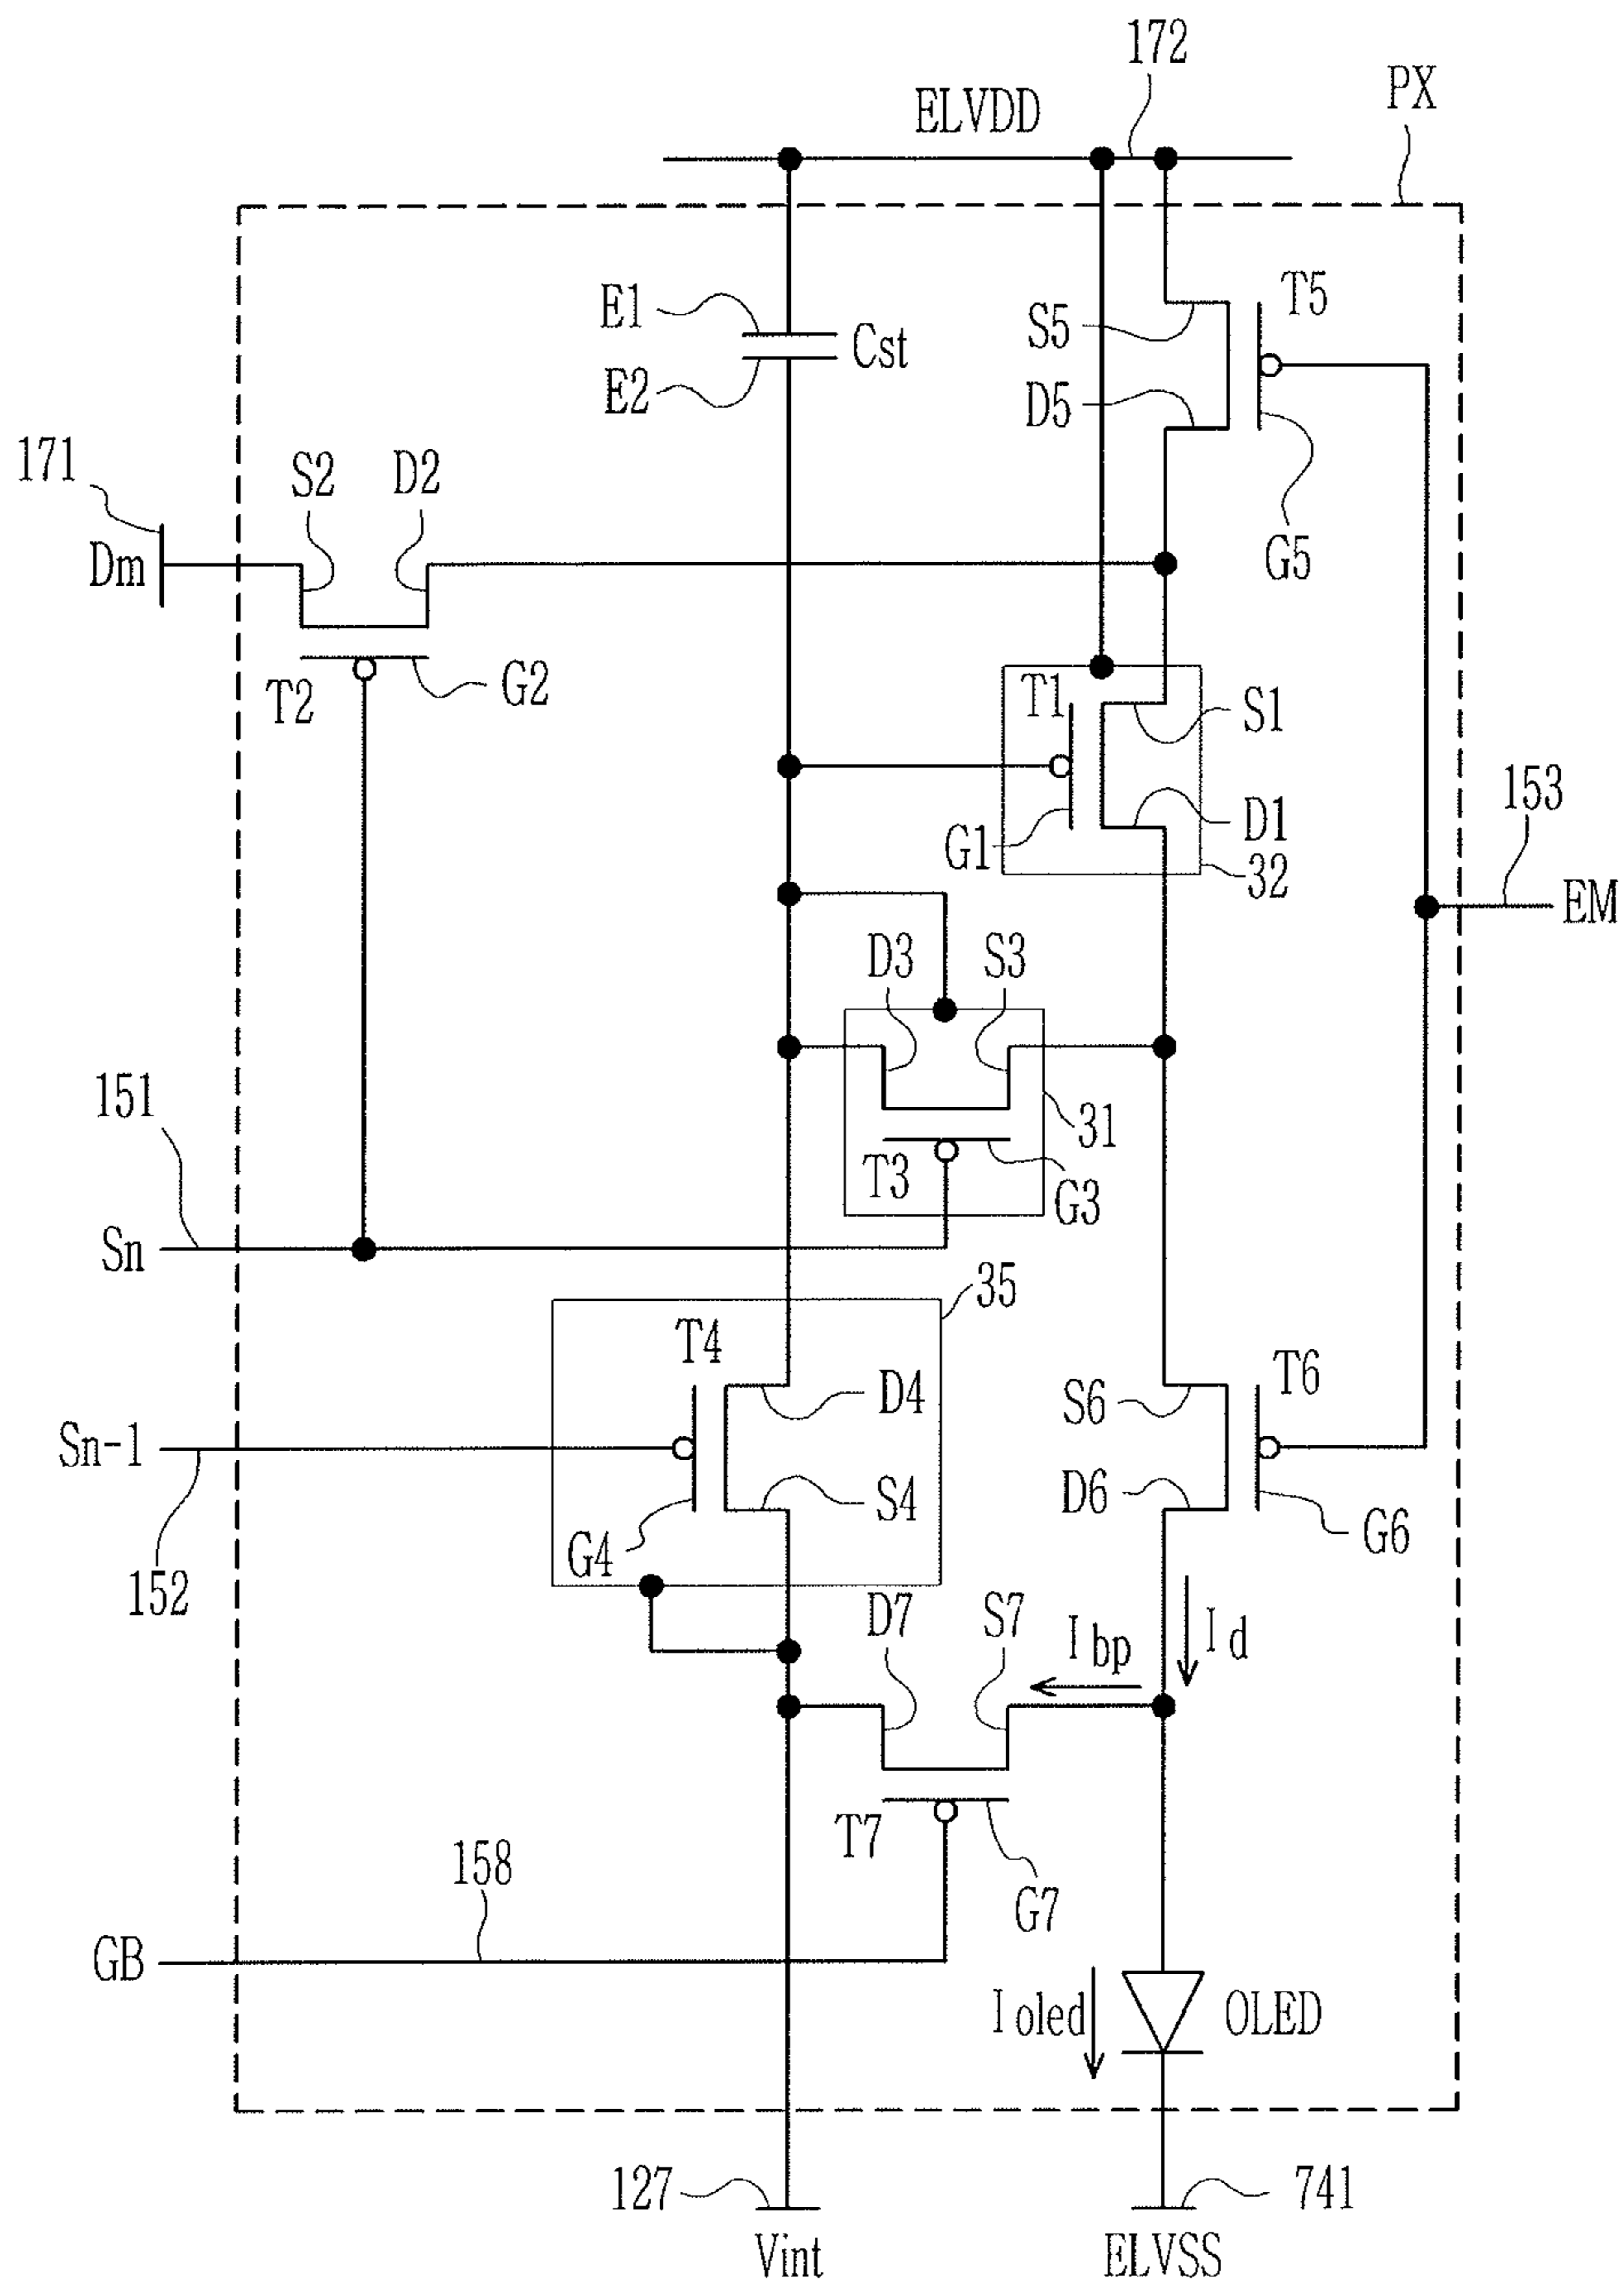 172
ELVDD
PX
E1
Cst
E2
T5
S5
D5
G5
171
S2
D2
Dm
T2
G2
T1
S1
G1
D1
32
153
EM
D3
S3
151
31
T3
G3
Sn
35
T4
D4
S6
T6
Sn-1
S4
D6
G4
G6
152
D7
S7
I bp
I d
T7
158
G7
GB
I oled
OLED
127
741
Vint
ELVSS